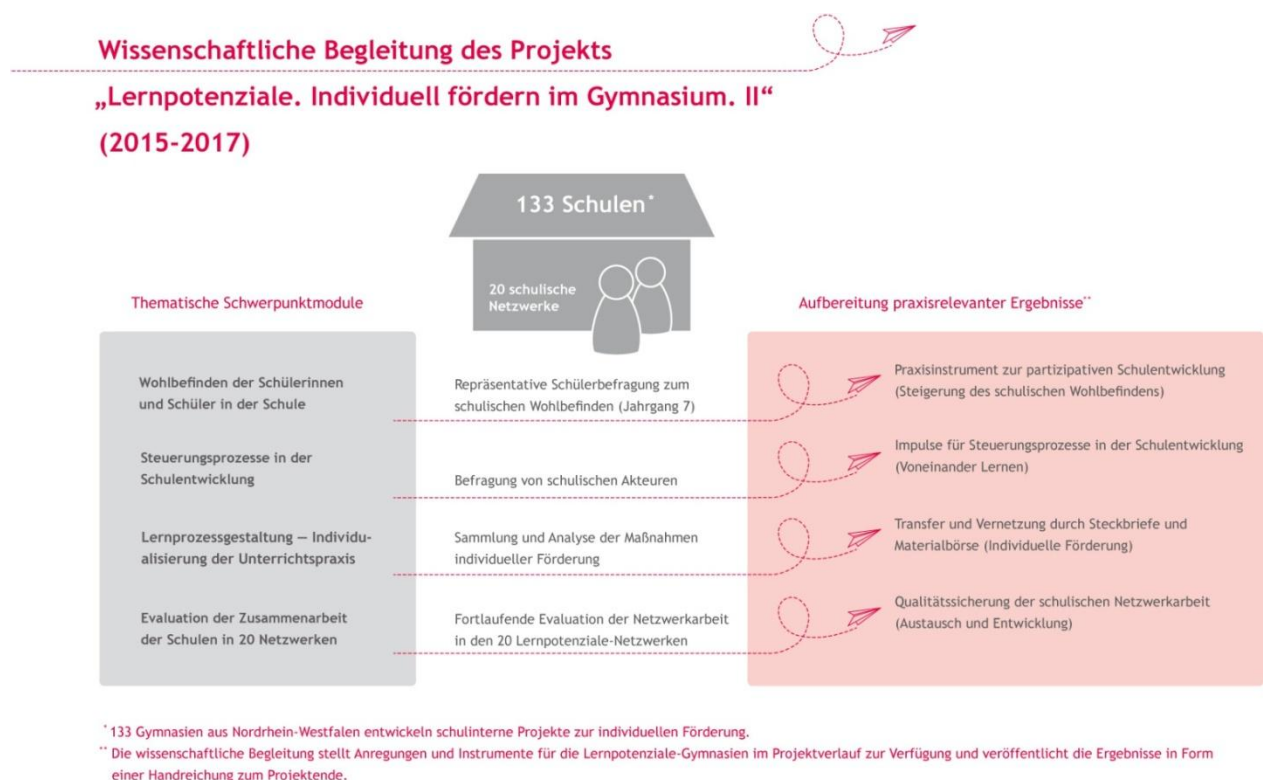 Wissenschaftliche Begleitung des Projekts
„Lernpotenziale. Individuell fördern im Gymnasium. II“
(2015-2017)
133 Schulen*
20 schulische
Netzwerke
Thematische Schwerpunktmodule
Aufbereitung praxisrelevanter Ergebnisse**
Wohlbefinden der Schülerinnen
und Schüler in der Schule
Repräsentative Schülerbefragung zum
schulischen Wohlbefinden (Jahrgang 7)
Praxisinstrument zur partizipativen Schulentwicklung
(Steigerung des schulischen Wohlbefindens)
Steuerungsprozesse in der
Schulentwicklung
Befragung von schulischen Akteuren
Impulse für Steuerungsprozesse in der Schulentwicklung
(Voneinander Lernen)
Lernprozessgestaltung — Individu-
alisierung der Unterrichtspraxis
Sammlung und Analyse der Maßnahmen
individueller Förderung
Transfer und Vernetzung durch Steckbriefe und
Materialbörse (Individuelle Förderung)
Evaluation der Zusammenarbeit
der Schulen in 20 Netzwerken
Fortlaufende Evaluation der Netzwerkarbeit
in den 20 Lernpotenziale-Netzwerken
Qualitätssicherung der schulischen Netzwerkarbeit
(Austausch und Entwicklung)
* 133 Gymnasien aus Nordrhein-Westfalen entwickeln schulinterne Projekte zur individuellen Förderung.
** Die wissenschaftliche Begleitung stellt Anregungen und Instrumente für die Lernpotenziale-Gymnasien im Projektverlauf zur Verfügung und veröffentlicht die Ergebnisse in Form
einer Handreichung zum Projektende.